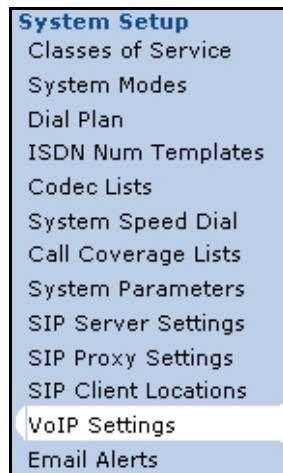 System Setup
Classes of Service
System Modes
Dial Plan
ISDN Num Templates
Codec Lists
System Speed Dial
Call Coverage Lists
System Parameters
SIP Server Settings
SIP Proxy Settings
SIP Client Locations
VoIP Settings
Email Alerts